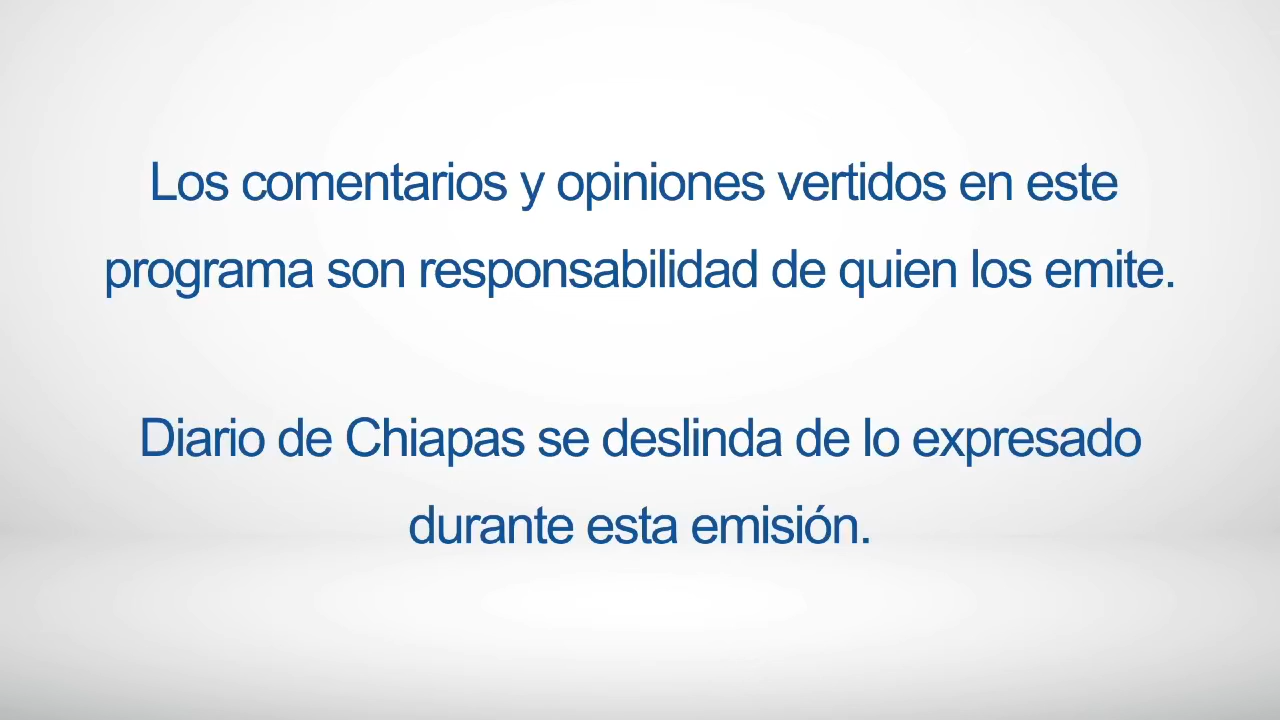 Los comentarios y opiniones vertidos en este
programa son responsabilidad de quien los emite.
Diario de Chiapas se deslinda de lo expresado
durante esta emisión.